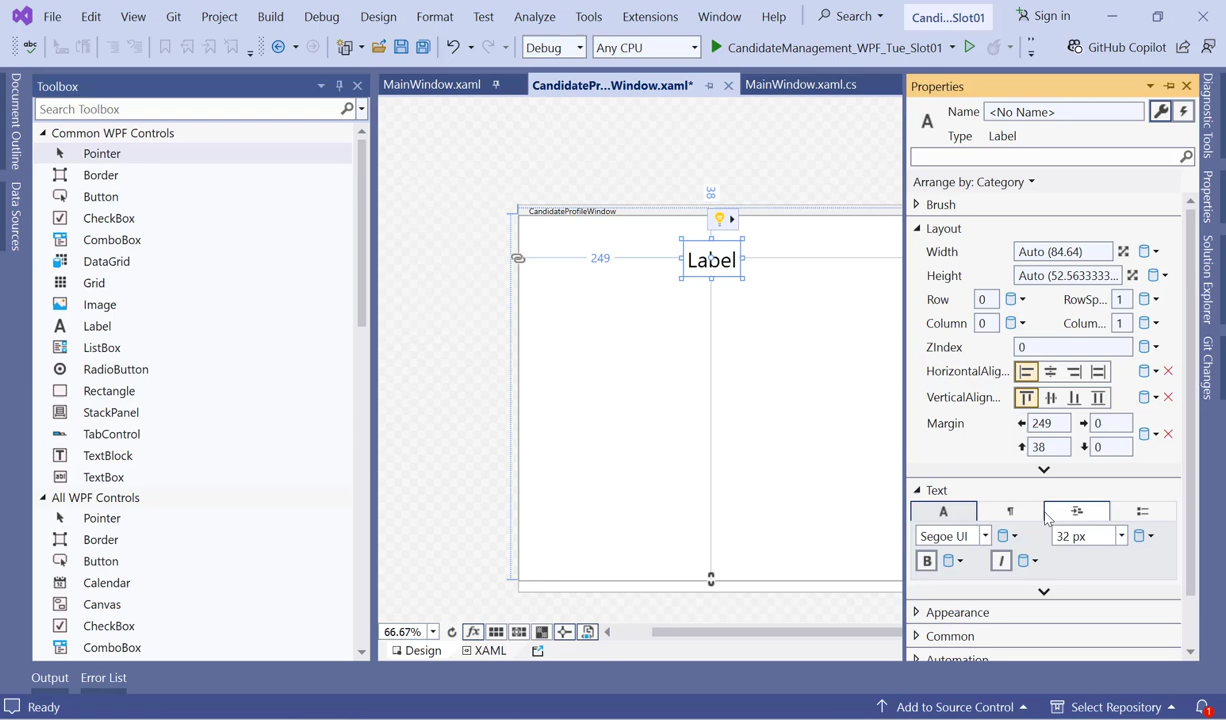 File Edit View Git Project Build Debug Design Format Test Analyze Tools Extensions Window Help Search Candi...Slot01 Sign in
Debug Any CPU CandidateManagement_WPF_Tue_Slot01 GitHub Copilot
Toolbox
Search Toolbox
Common WPF Controls
Pointer
Border
Button
CheckBox
ComboBox
DataGrid
Grid
Image
Label
ListBox
RadioButton
Rectangle
StackPanel
TabControl
TextBlock
TextBox
All WPF Controls
Pointer
Border
Button
Calendar
Canvas
CheckBox
ComboBox
Document Outline
Data Sources
MainWindow.xaml CandidatePr...Window.xaml* MainWindow.xaml.cs
38
CandidateProfileWindow
249
Label
66.67%
Design XAML
Properties
Name <No Name>
Type Label
Arrange by: Category
Brush
Layout
Width Auto (84.64)
Height Auto (52.5633333...
Row 0 RowSp... 1
Column 0 Colum... 1
ZIndex 0
HorizontalAlig...
VerticalAlignm...
Margin 249 0
38 0
Text
Segoe UI 32 px
B I
Appearance
Common
Automation
Diagnostic Tools
Properties
Solution Explorer
Git Changes
Output Error List
Ready Add to Source Control Select Repository 1